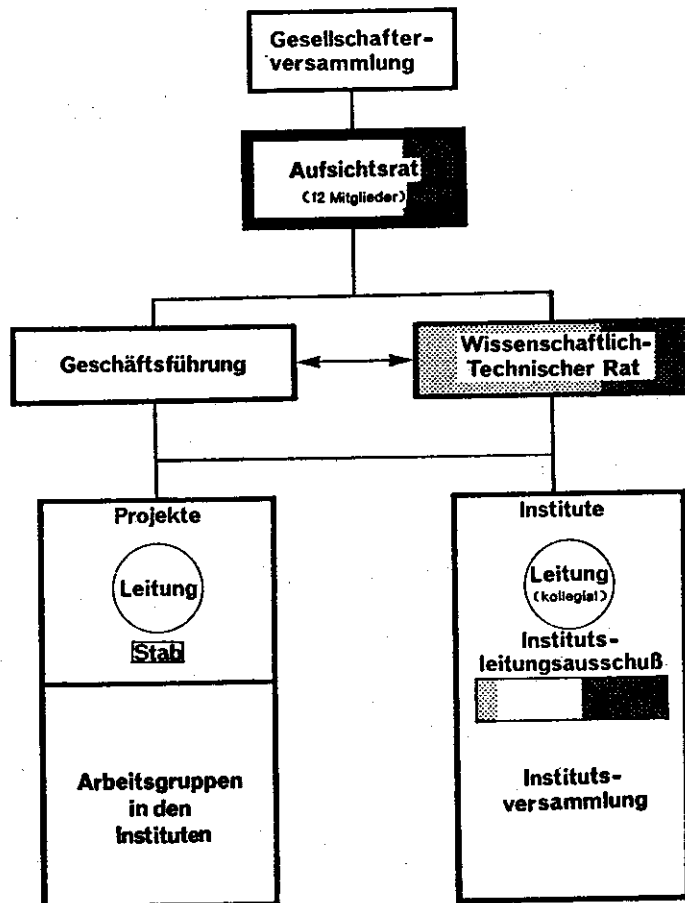 Gesellschafter-
versammlung
Aufsichtsrat
(12 Mitglieder)
Geschäftsführung
Wissenschaftlich-
Technischer Rat
Projekte
Leitung
Stab
Arbeitsgruppen
in den
Instituten
Institute
Leitung
(kollegial)
Instituts-
leitungsausschuß
Instituts-
versammlung